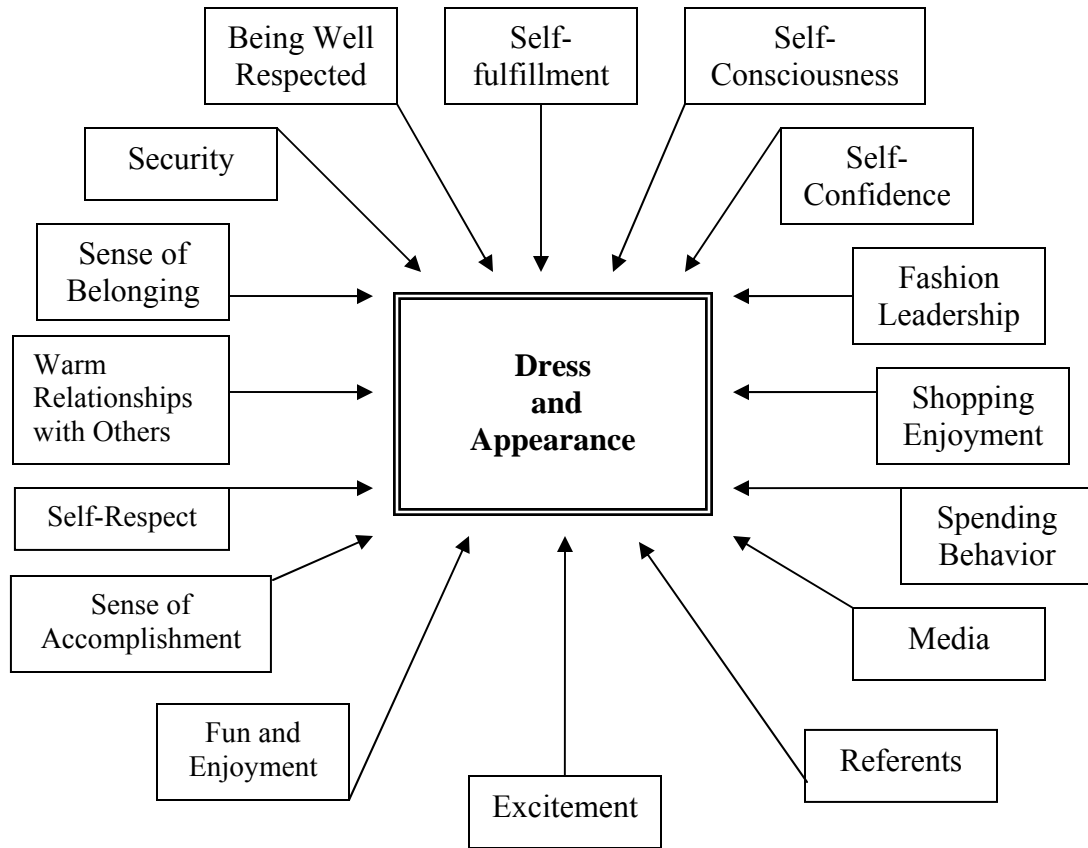 Being Well
Respected
Self-
fulfillment
Self-
Consciousness
Security
Self-
Confidence
Sense of
Belonging
Fashion
Leadership
Warm
Relationships
with Others
Dress
and
Appearance
Shopping
Enjoyment
Self-Respect
Spending
Behavior
Sense of
Accomplishment
Media
Fun and
Enjoyment
Referents
Excitement